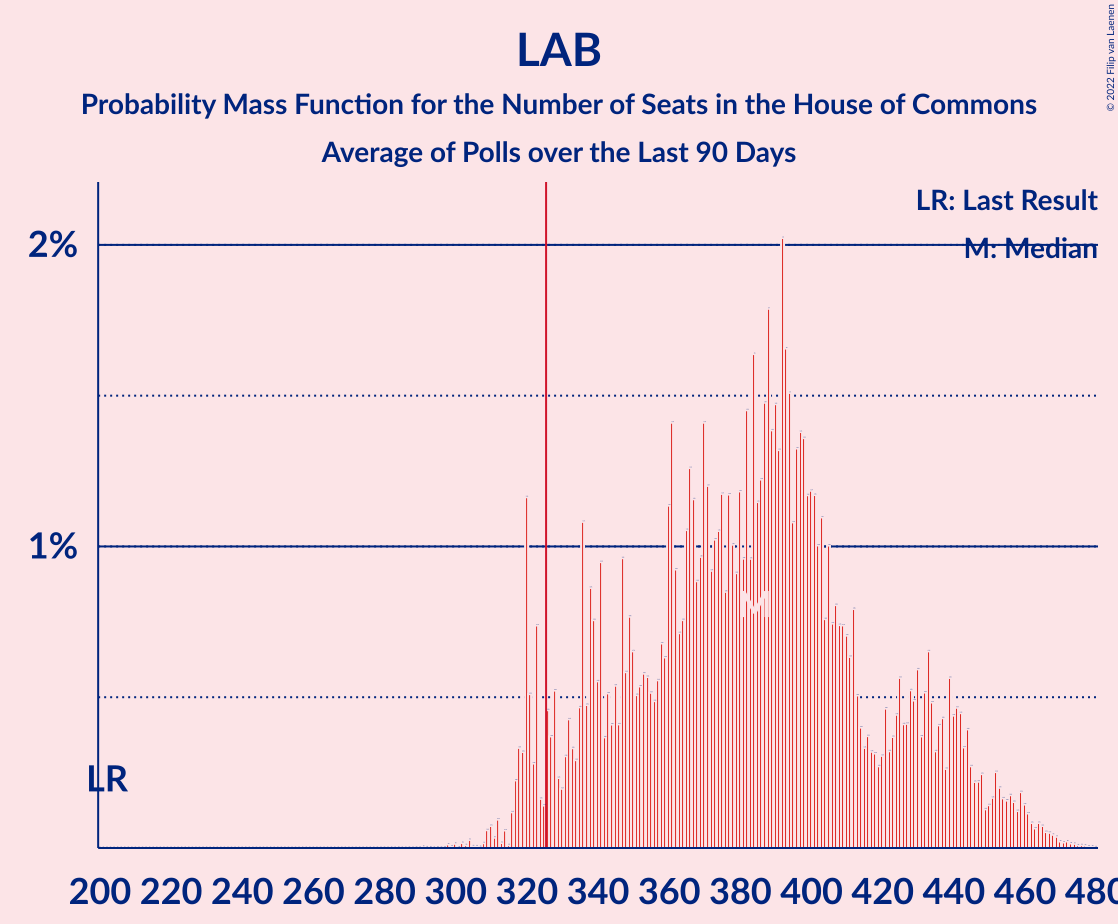 LAB
Probability Mass Function for the Number of Seats in the House of Commons
Average of Polls over the Last 90 Days
© 2022 Filip van Laenen
LR: Last Result
M: Median
2%
1%
M
LR
200 220 240 260 280 300 320 340 360 380 400 420 440 460 480